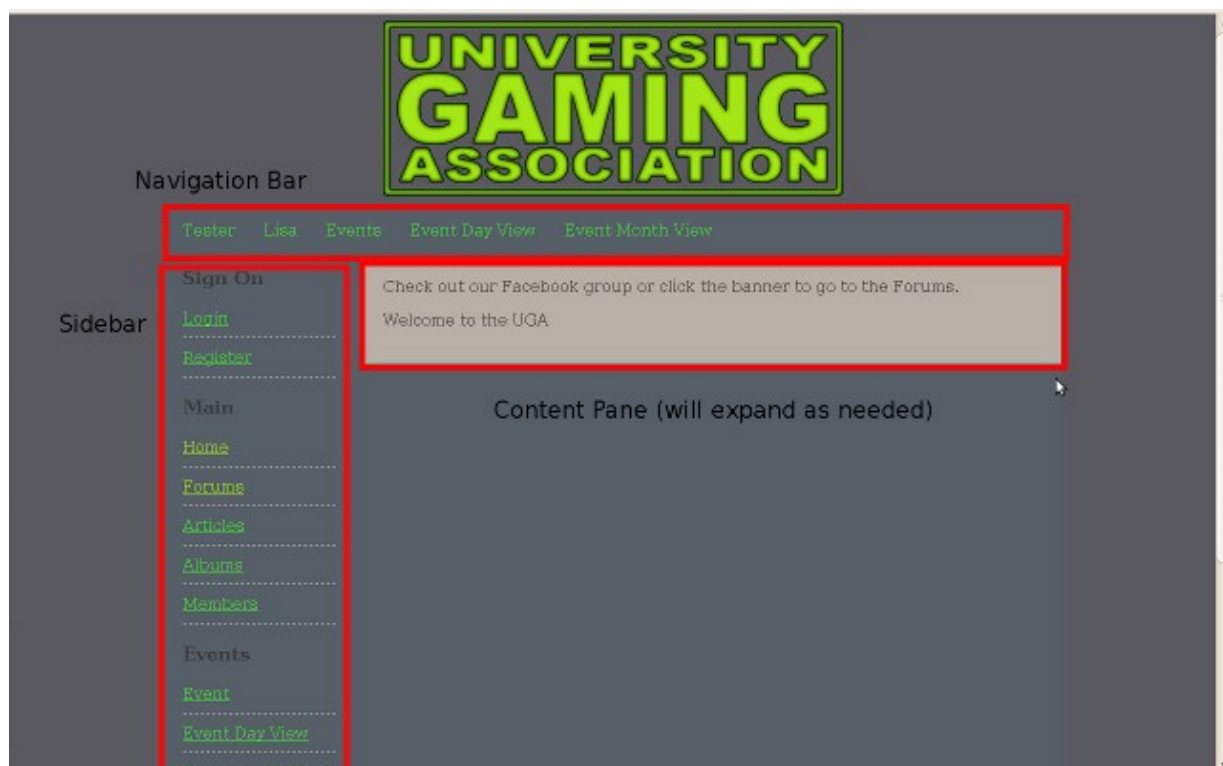 UNIVERSITY
GAMING
ASSOCIATION
Navigation Bar
Tester Lisa Events Event Day View Event Month View
Sidebar
Sign On
Login
Register
Main
Home
Forums
Articles
Albums
Members
Events
Event
Event Day View
Check out our Facebook group or click the banner to go to the Forums.
Welcome to the UGA
Content Pane (will expand as needed)